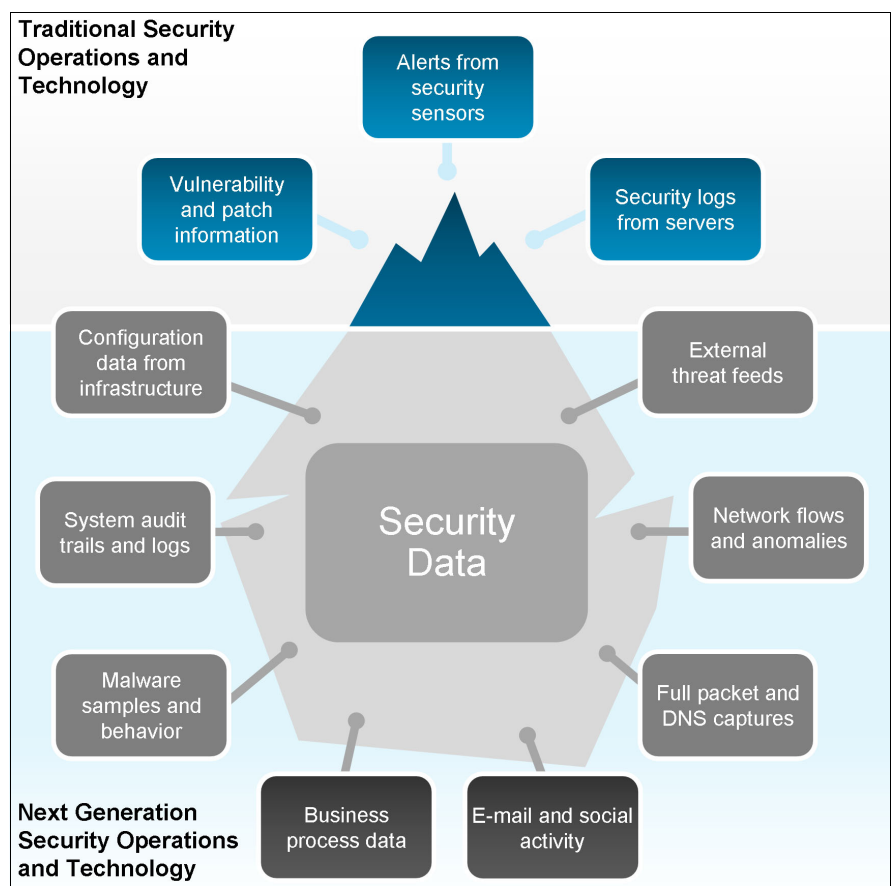 Traditional Security
Operations and
Technology
Alerts from
security
sensors
Vulnerability
and patch
information
Security logs
from servers
Configuration
data from
infrastructure
External
threat feeds
System audit
trails and logs
Security
Data
Network flows
and anomalies
Malware
samples and
behavior
Full packet and
DNS captures
Business
process data
E-mail and social
activity
Next Generation
Security Operations
and Technology